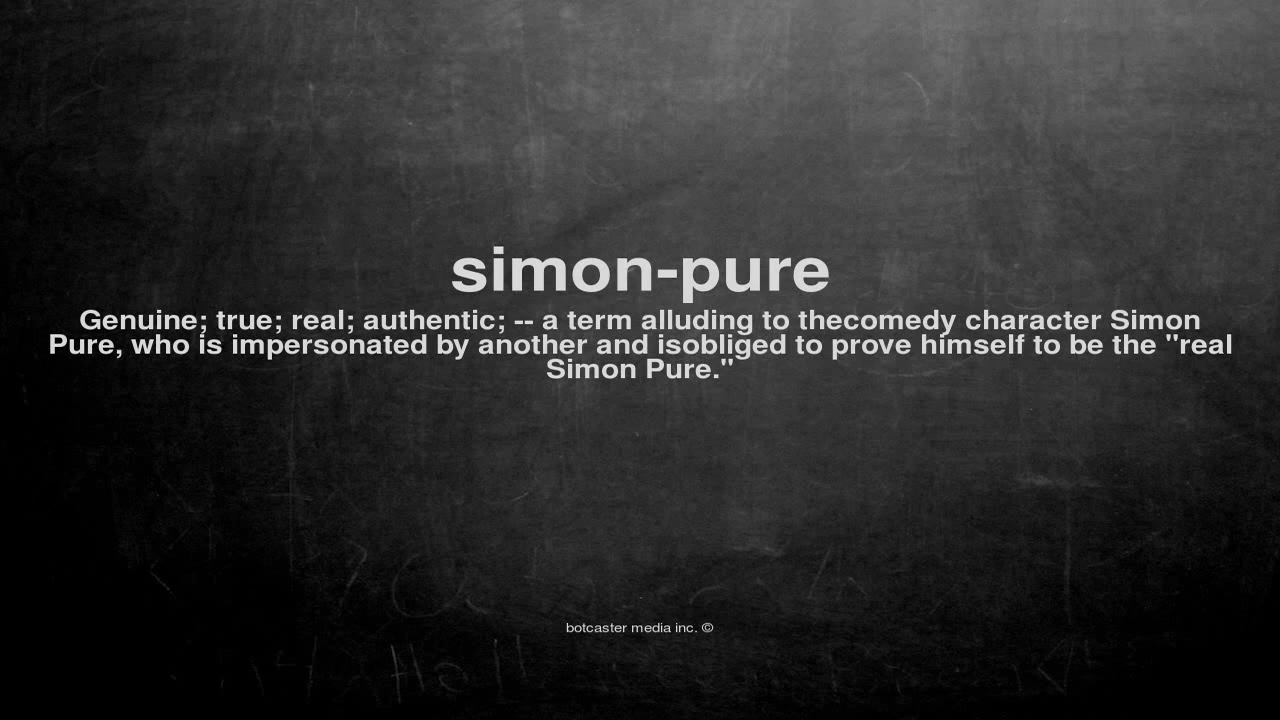 simon-pure
Genuine; true; real; authentic; -- a term alluding to thecomedy character Simon
Pure, who is impersonated by another and isobliged to prove himself to be the "real
Simon Pure."
botcaster media inc. ©